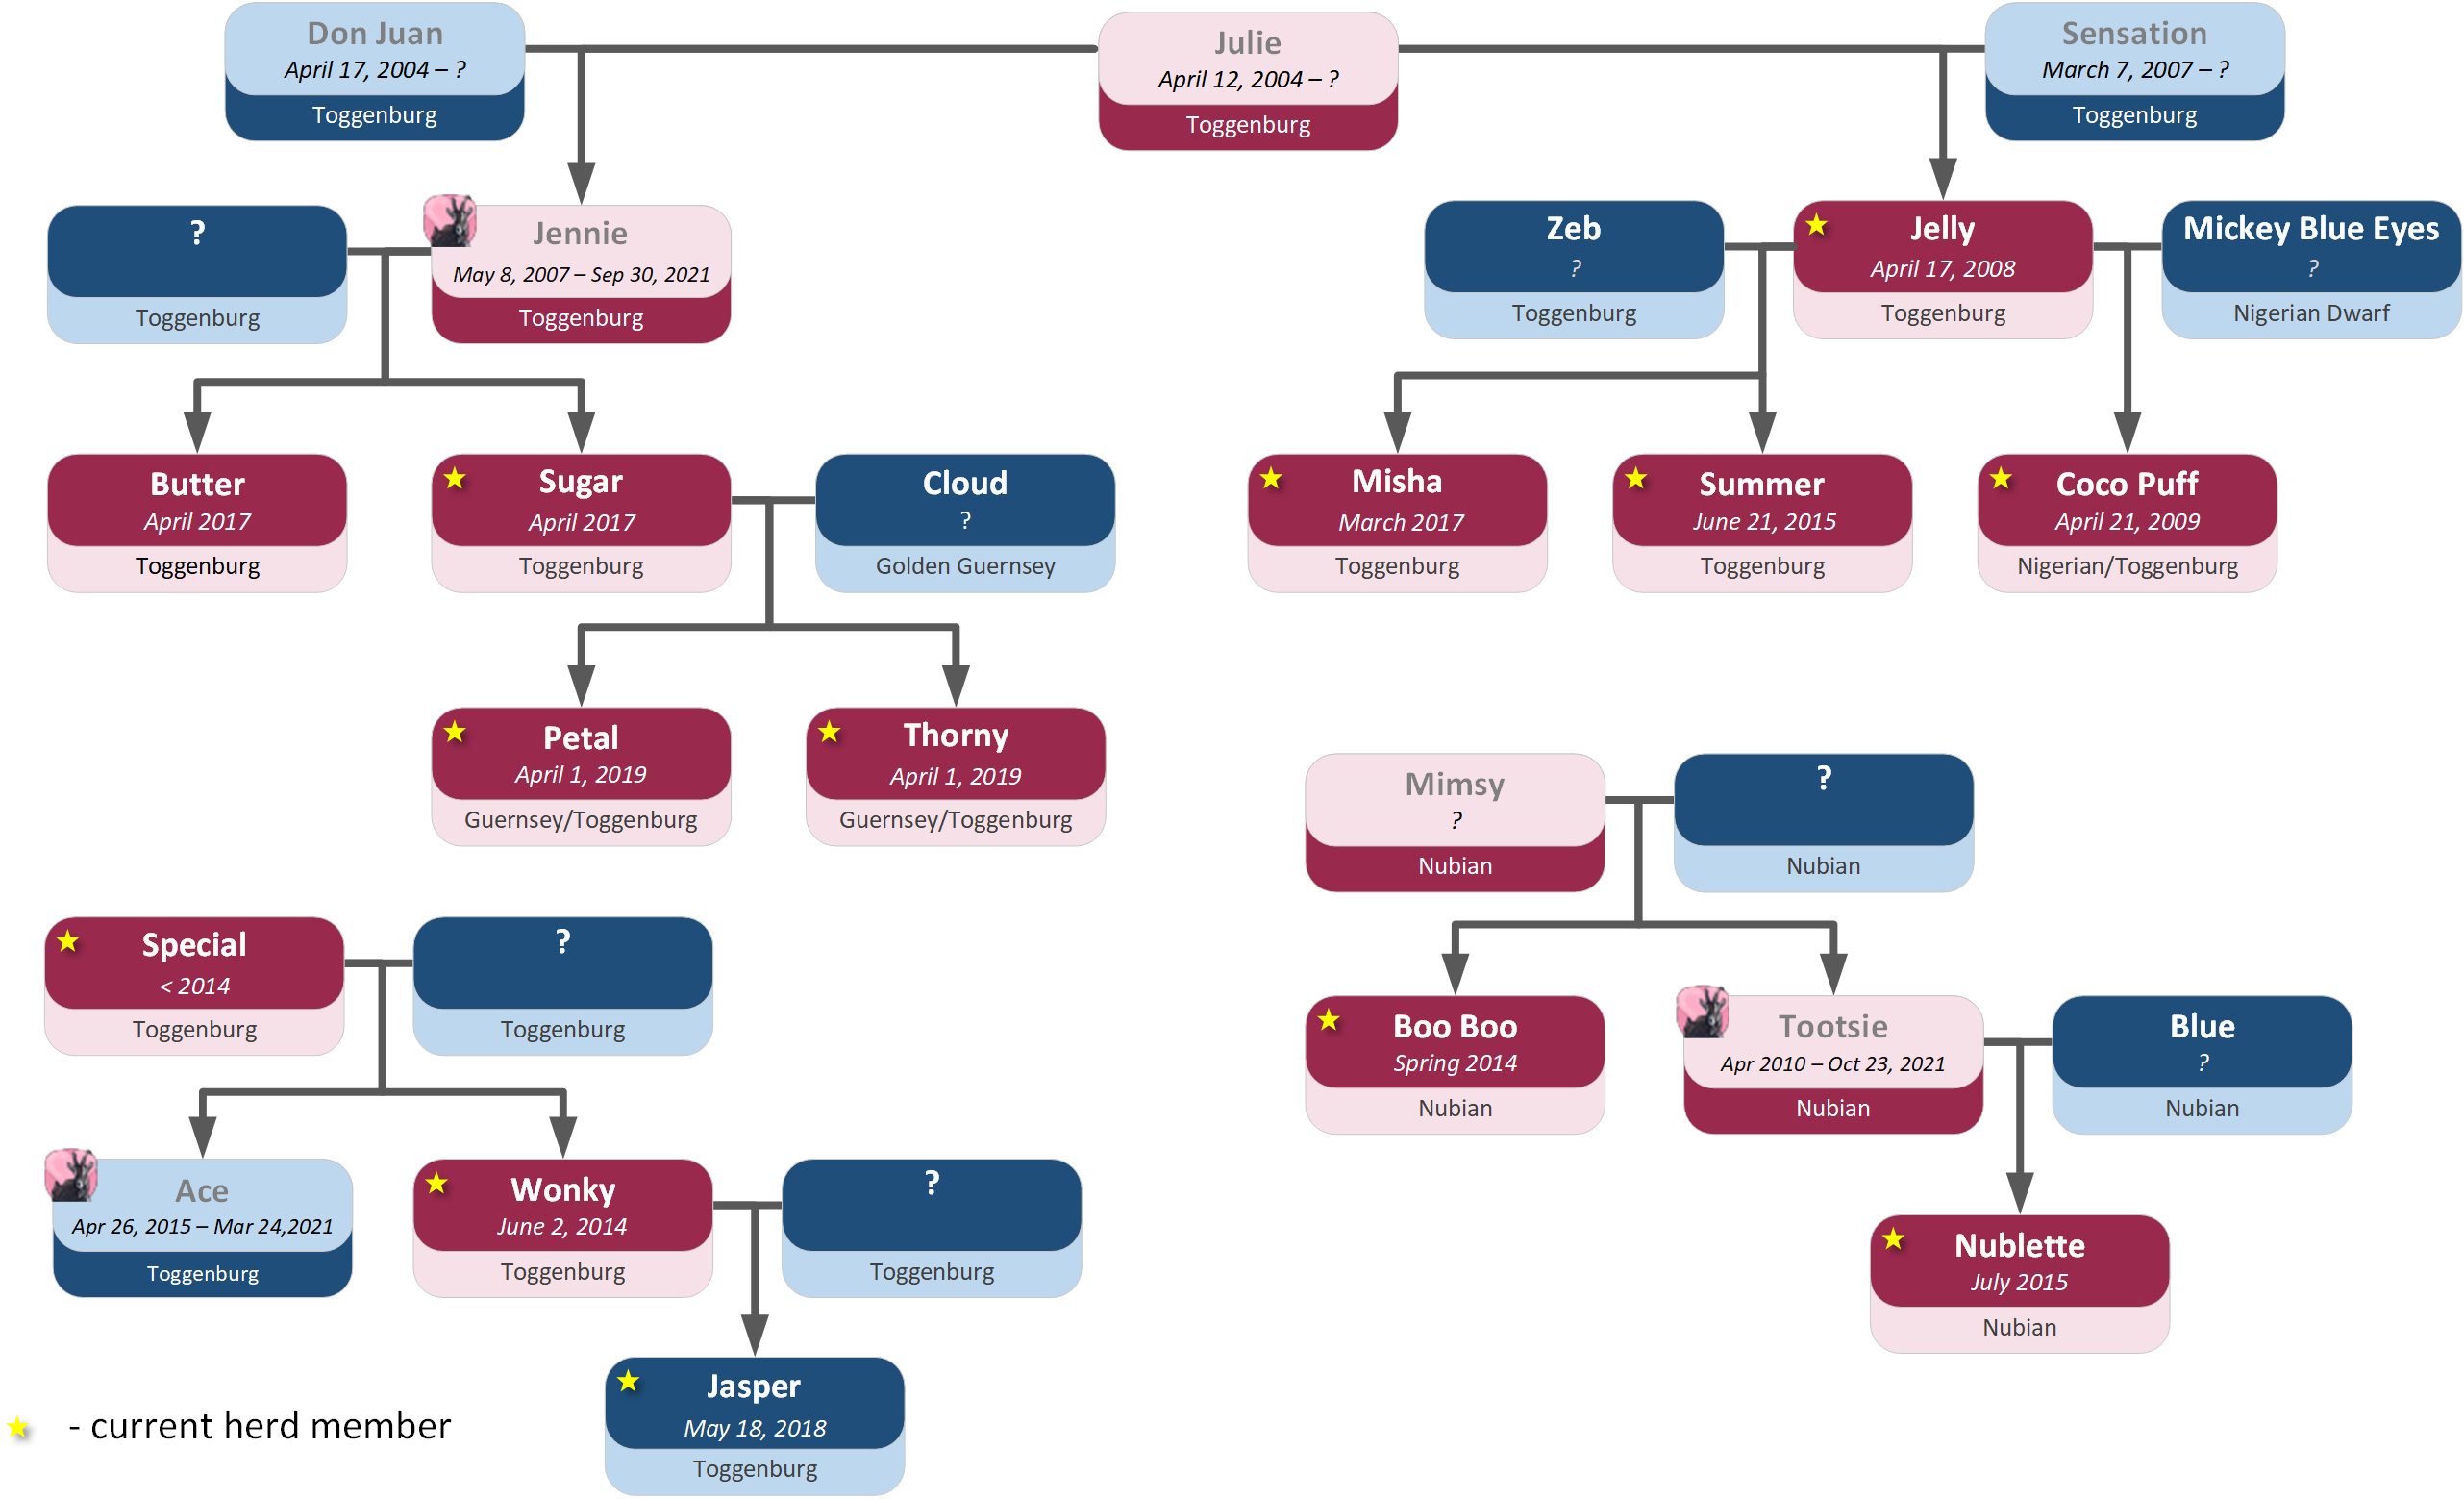 Don Juan
April 17, 2004 – ?
Toggenburg
Julie
April 12, 2004 – ?
Toggenburg
Sensation
March 7, 2007 – ?
Toggenburg
?
Toggenburg
Jennie
May 8, 2007 – Sep 30, 2021
Toggenburg
Zeb
?
Toggenburg
Jelly
April 17, 2008
Toggenburg
Mickey Blue Eyes
?
Nigerian Dwarf
Butter
April 2017
Toggenburg
Sugar
April 2017
Toggenburg
Cloud
?
Golden Guernsey
Misha
March 2017
Toggenburg
Summer
June 21, 2015
Toggenburg
Coco Puff
April 21, 2009
Nigerian/Toggenburg
Petal
April 1, 2019
Guernsey/Toggenburg
Thorny
April 1, 2019
Guernsey/Toggenburg
Mimsy
?
Nubian
?
Nubian
Special
< 2014
Toggenburg
?
Toggenburg
Boo Boo
Spring 2014
Nubian
Tootsie
Apr 2010 – Oct 23, 2021
Nubian
Blue
?
Nubian
Ace
Apr 26, 2015 – Mar 24,2021
Toggenburg
Wonky
June 2, 2014
Toggenburg
?
Toggenburg
Nublette
July 2015
Nubian
Jasper
May 18, 2018
Toggenburg
- current herd member